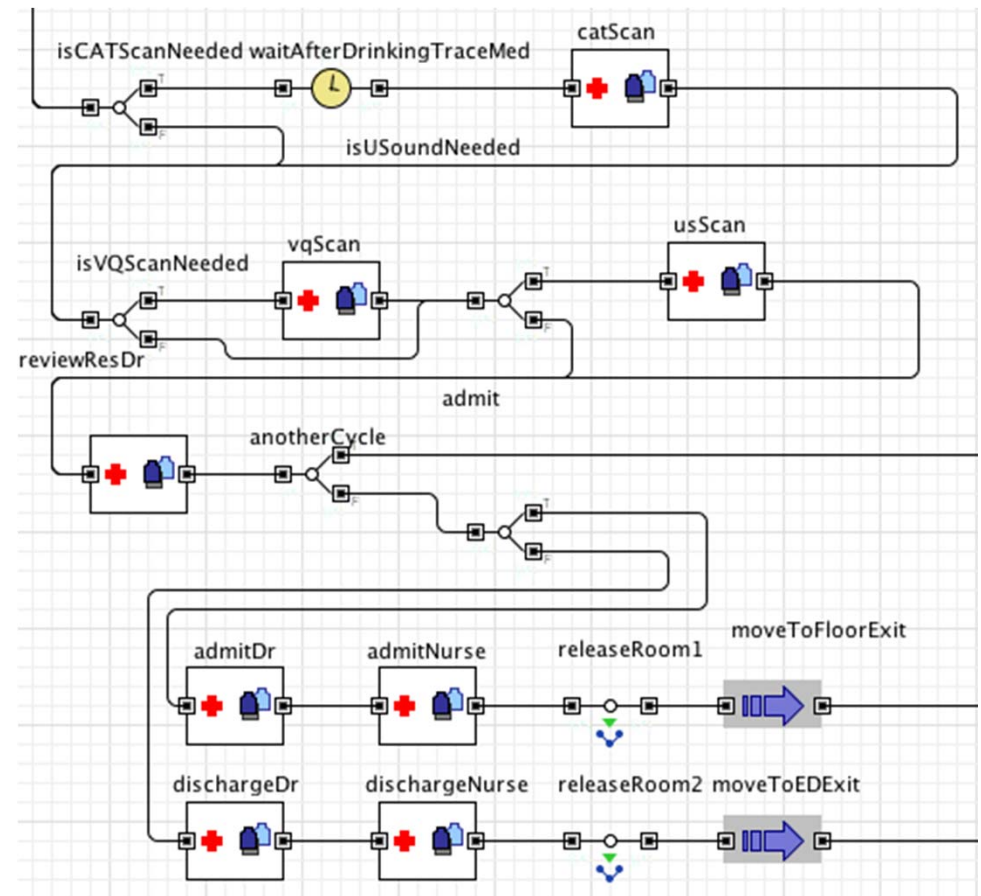 catScan
isCATScanNeeded waitAfterDrinkingTraceMed
T
F
isUSoundNeeded
usScan
vqScan
isVQScanNeeded
T
T
F
F
reviewResDr
admit
anotherCycle
F
T
F
moveToFloorExit
admitDr
admitNurse
releaseRoom1
dischargeDr
dischargeNurse
releaseRoom2
moveToEDExit